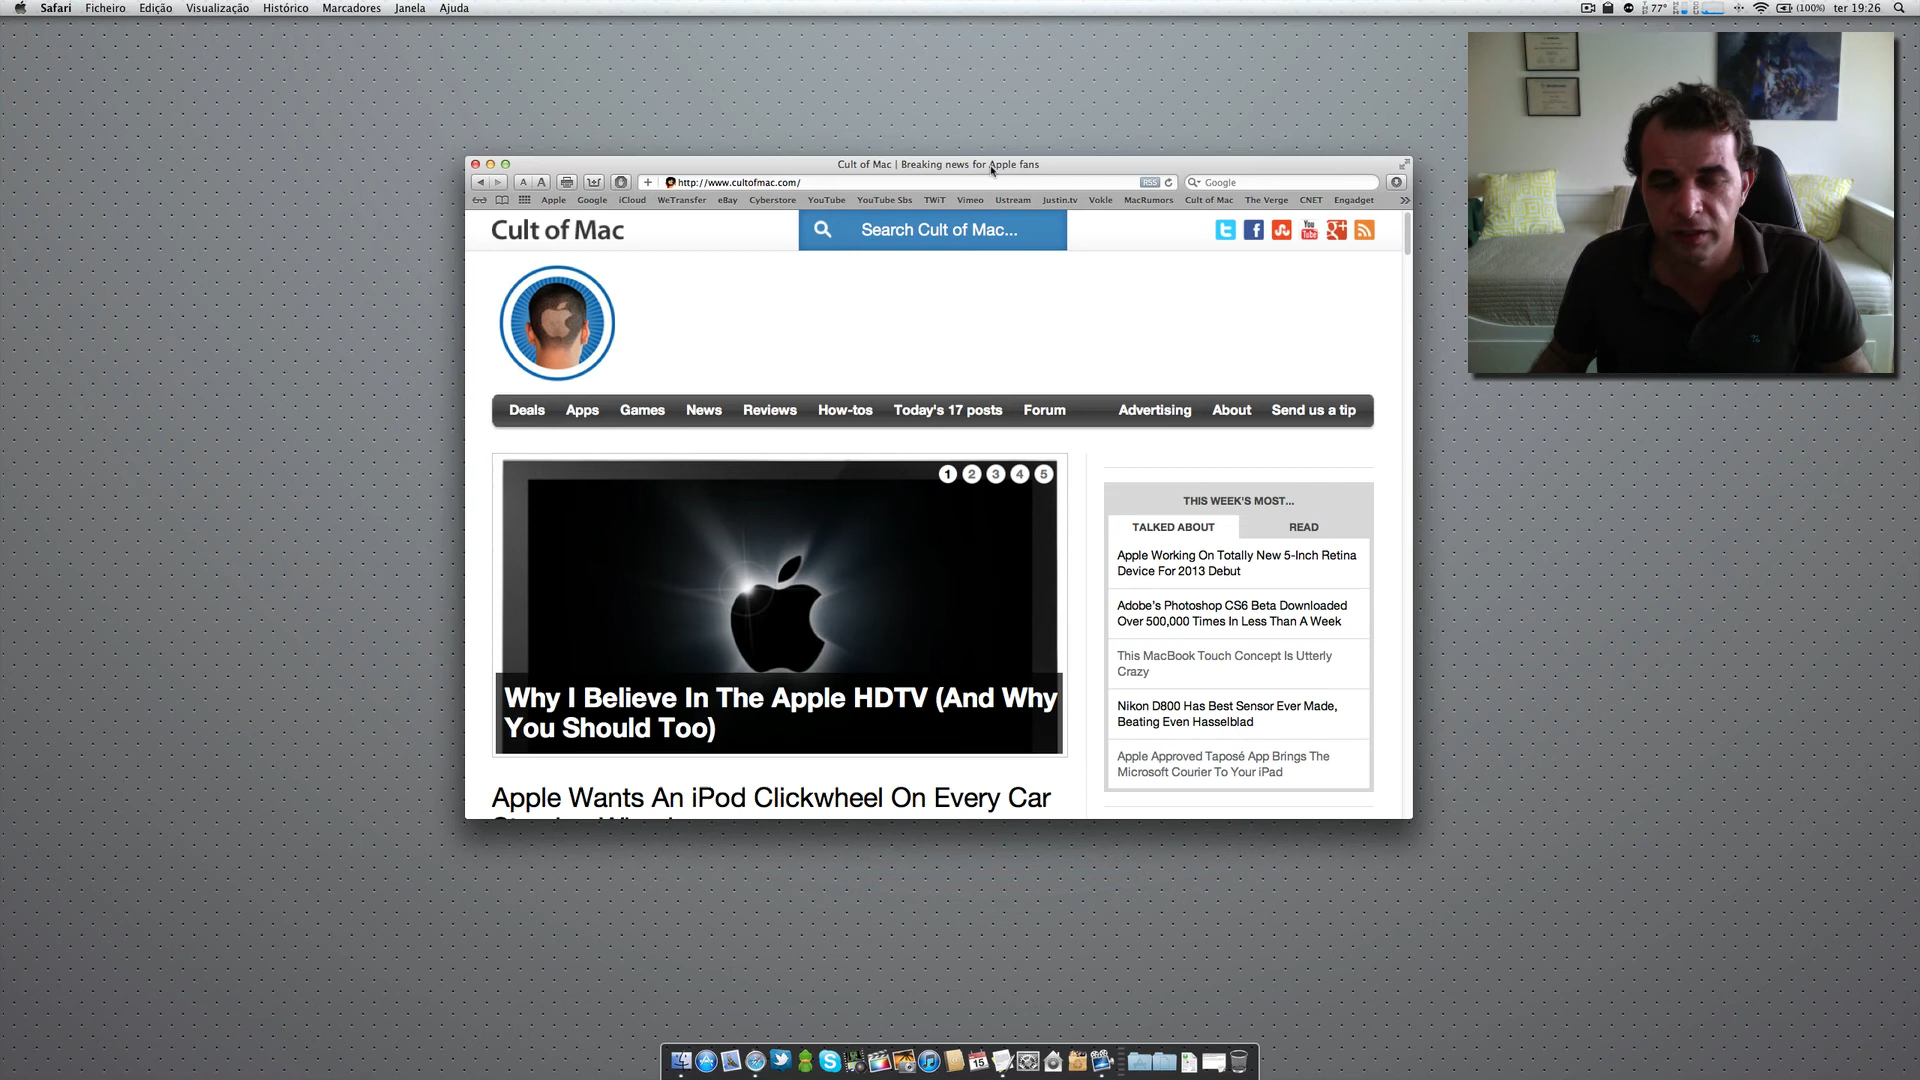 Safari Ficheiro Edição Visualização Histórico Marcadores Janela Ajuda
77° (100%) ter 19:26
Cult of Mac | Breaking news for Apple fans
A A + http://www.cultofmac.com/ RSS Google
Apple Google iCloud WeTransfer eBay Cyberstore YouTube YouTube Sbs TWiT Vimeo Ustream Justin.tv Vokle MacRumors Cult of Mac The Verge CNET Engadget
Cult of Mac
Search Cult of Mac...
Deals Apps Games News Reviews How-tos Today's 17 posts Forum Advertising About Send us a tip
1 2 3 4 5
Why I Believe In The Apple HDTV (And Why
You Should Too)
Apple Wants An iPod Clickwheel On Every Car
THIS WEEK'S MOST...
TALKED ABOUT READ
Apple Working On Totally New 5-Inch Retina
Device For 2013 Debut
Adobe's Photoshop CS6 Beta Downloaded
Over 500,000 Times In Less Than A Week
This MacBook Touch Concept Is Utterly
Crazy
Nikon D800 Has Best Sensor Ever Made,
Beating Even Hasselblad
Apple Approved Taposé App Brings The
Microsoft Courier To Your iPad
15